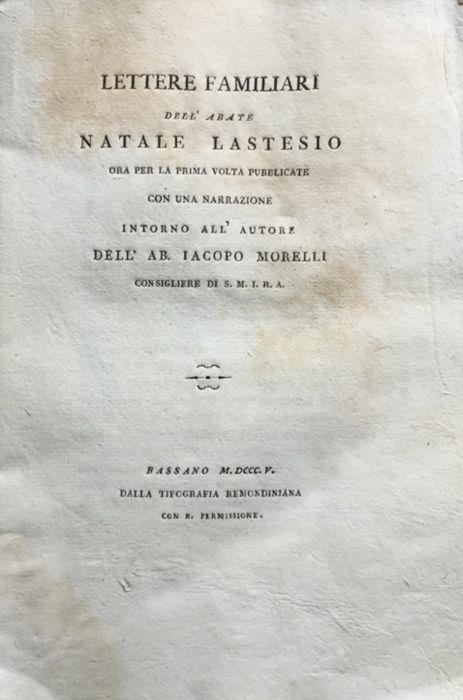 LETTERE FAMILIARI
DELL' ABATE
NATALE LASTESIO
ORA PER LA PRIMA VOLTA PUBBLICATE
CON UNA NARRAZIONE
INTORNO ALL' AUTORE
DELL' AB. IACOPO MORELLI
CONSIGLIERE DI S. M. I. R. A.
BASSANO M. DCCC. V.
DALLA TIPOGRAFIA REMONDINIANA
CON R. PERMISSIONE.